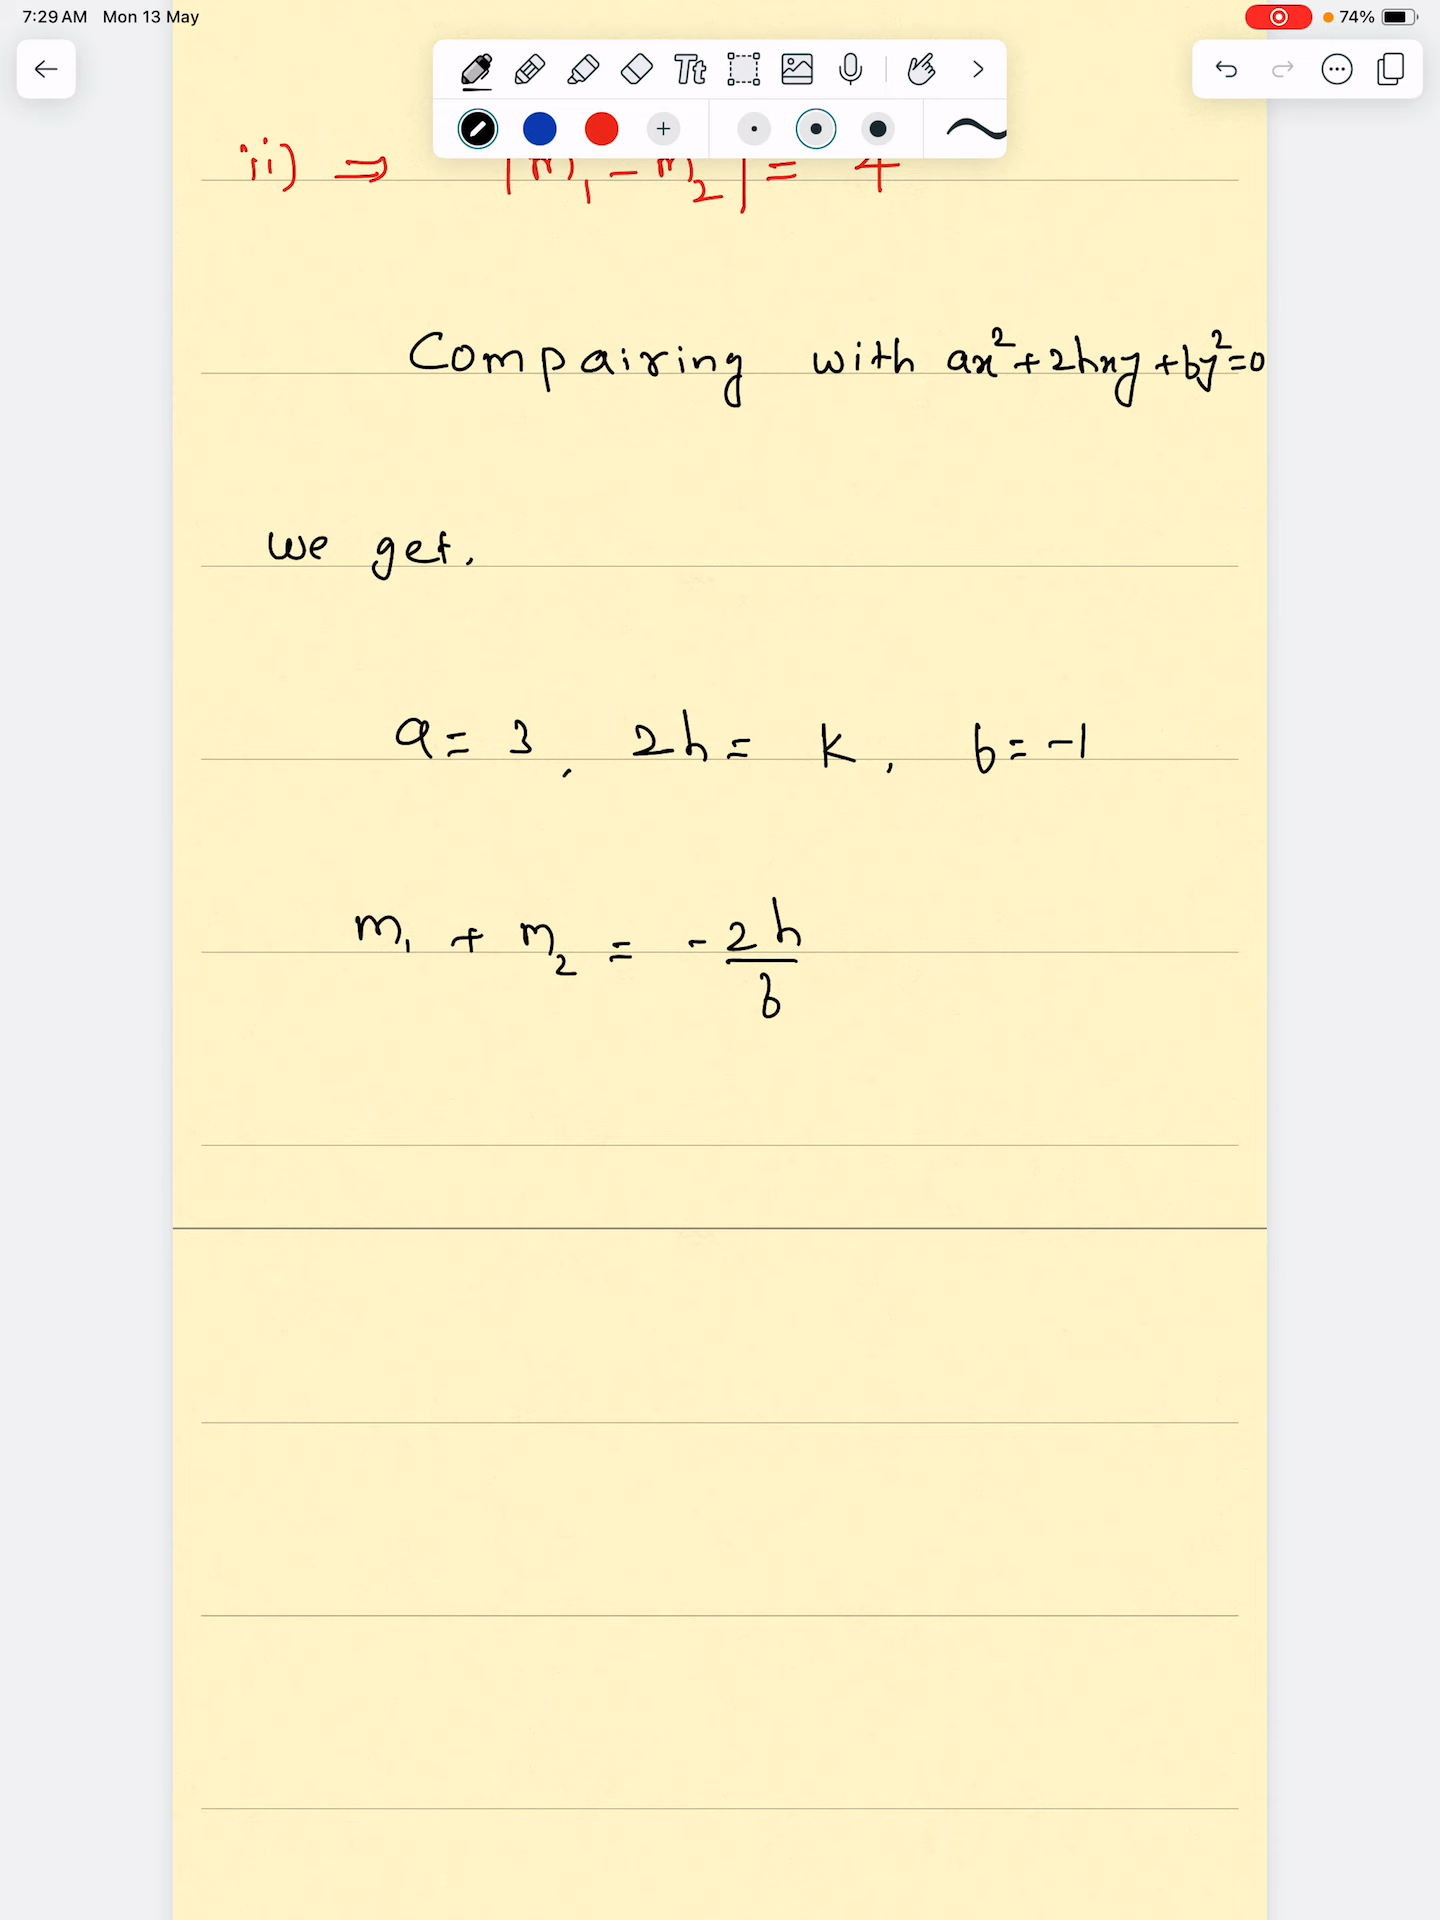 7:29 AM Mon 13 May
74%
Tt
ii) ⇒ |m₁ - m₂| = 4
Compairing with ax² + 2hxy + by² = 0
we get.
a = 3, 2h = k, b = -1
m₁ + m₂ = - 2h
b